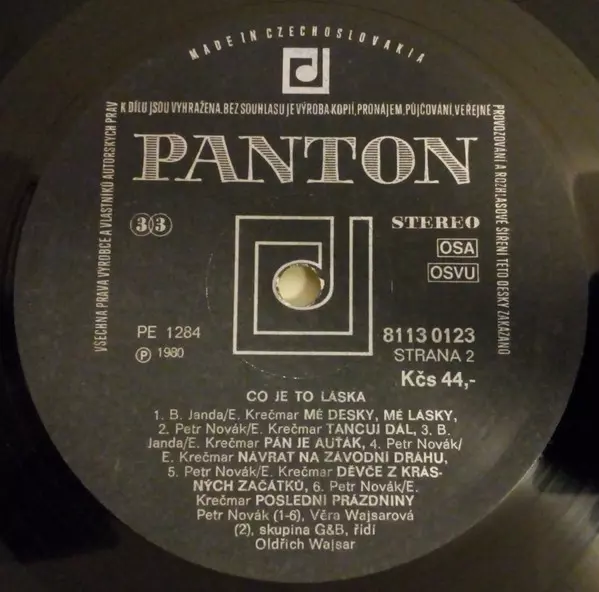 MADE IN CZECHOSLOVAKIA
VŠECHNA PRÁVA VÝROBCE A VLASTNÍKŮ AUTORSKÝCH PRÁV
K DÍLU JSOU VYHRAŽENA. BEZ SOUHLASU JE VÝROBA KOPIÍ, PRONÁJEM, PŮJČOVÁNÍ, VEŘEJNÉ
PROVOZOVÁNÍ A ROZHLASOVÉ ŠÍŘENÍ TÉTO DESKY ZAKÁZÁNO
PANTON
33
STEREO
OSA
OSVU
PE 1284
Ⓟ 1980
8113 0123
STRANA 2
Kčs 44,-
CO JE TO LÁSKA
1. B. Janda/E. Krečmar MÉ DESKY, MÉ LÁSKY,
2. Petr Novák/E. Krečmar TANCUJ DÁL, 3. B.
Janda/E. Krečmar PÁN JE AUŤÁK, 4. Petr Novák/
E. Krečmar NÁVRAT NA ZÁVODNÍ DRÁHU,
5. Petr Novák/E. Krečmar DĚVČE Z KRÁS-
NÝCH ZAČÁTKŮ, 6. Petr Novák/E.
Krečmar POSLEDNÍ PRÁZDNINY
Petr Novák (1-6), Věra Wajsarová
(2), skupina G&B, řídí
Oldřich Wajsar